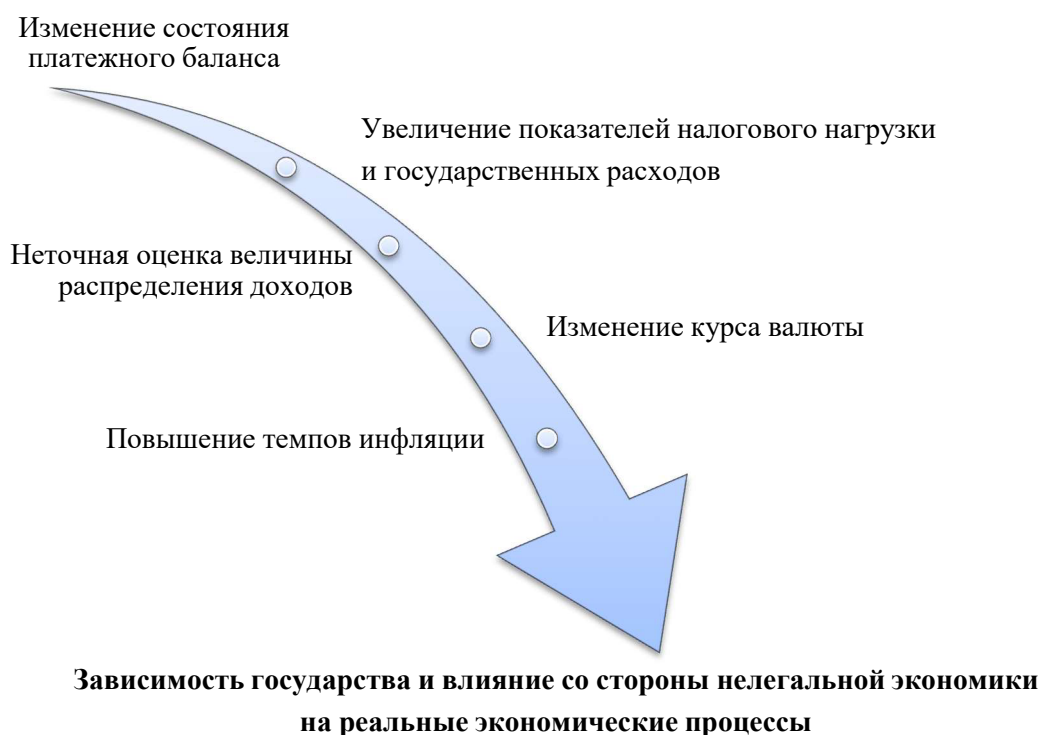 Изменение состояния
платежного баланса
Увеличение показателей налогового нагрузки
и государственных расходов
Неточная оценка величины
распределения доходов
Изменение курса валюты
Повышение темпов инфляции
Зависимость государства и влияние со стороны нелегальной экономики
на реальные экономические процессы